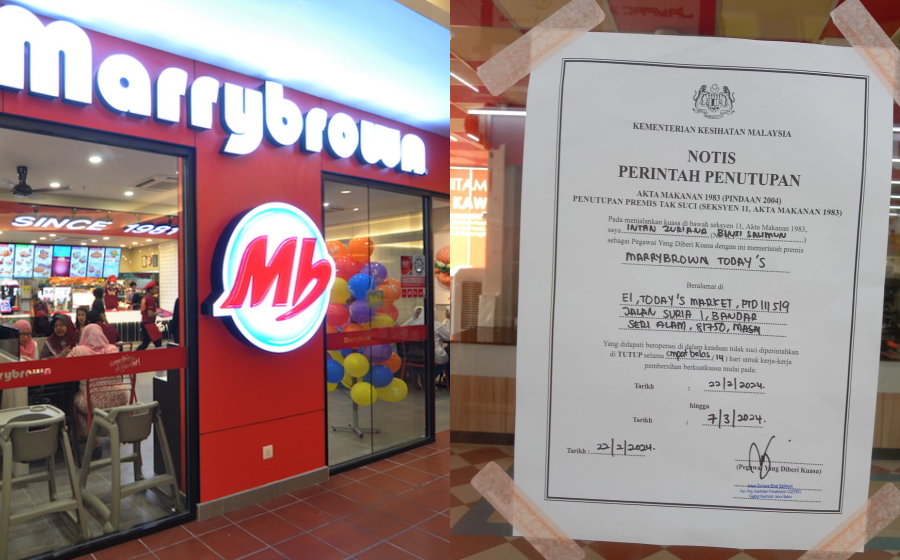 Marrybrown
SINCE 1981
Mb
KEMENTERIAN KESIHATAN MALAYSIA
NOTIS
PERINTAH PENUTUPAN
AKTA MAKANAN 1983 (PINDAAN 2004)
PENUTUPAN PREMIS TAK SUCI (SEKSYEN 11, AKTA MAKANAN 1983)
Pada menjalankan kuasa di bawah seksyen 11, Akta Makanan 1983,
saya INTAN ZURIANA BINTI SALIMUN
sebagai Pegawai Yang Diberi Kuasa dengan ini memerintah premis
MARRYBROWN TODAY'S
Beralamat di
E1, TODAY'S MARKET, PTD 111519
JALAN SURIA 1, BANDAR
SERI ALAM, 81750, MASAI
Yang didapati beroperasi di dalam keadaan tidak suci diperintahkan
di TUTUP selama empat belas (14) hari untuk kerja-kerja
pembersihan berkuatkuasa mulai pada:
Tarikh : 22/2/2024.
hingga
Tarikh : 7/3/2024.
Tarikh : 22/2/2024.
(Pegawai Yang Diberi Kuasa)